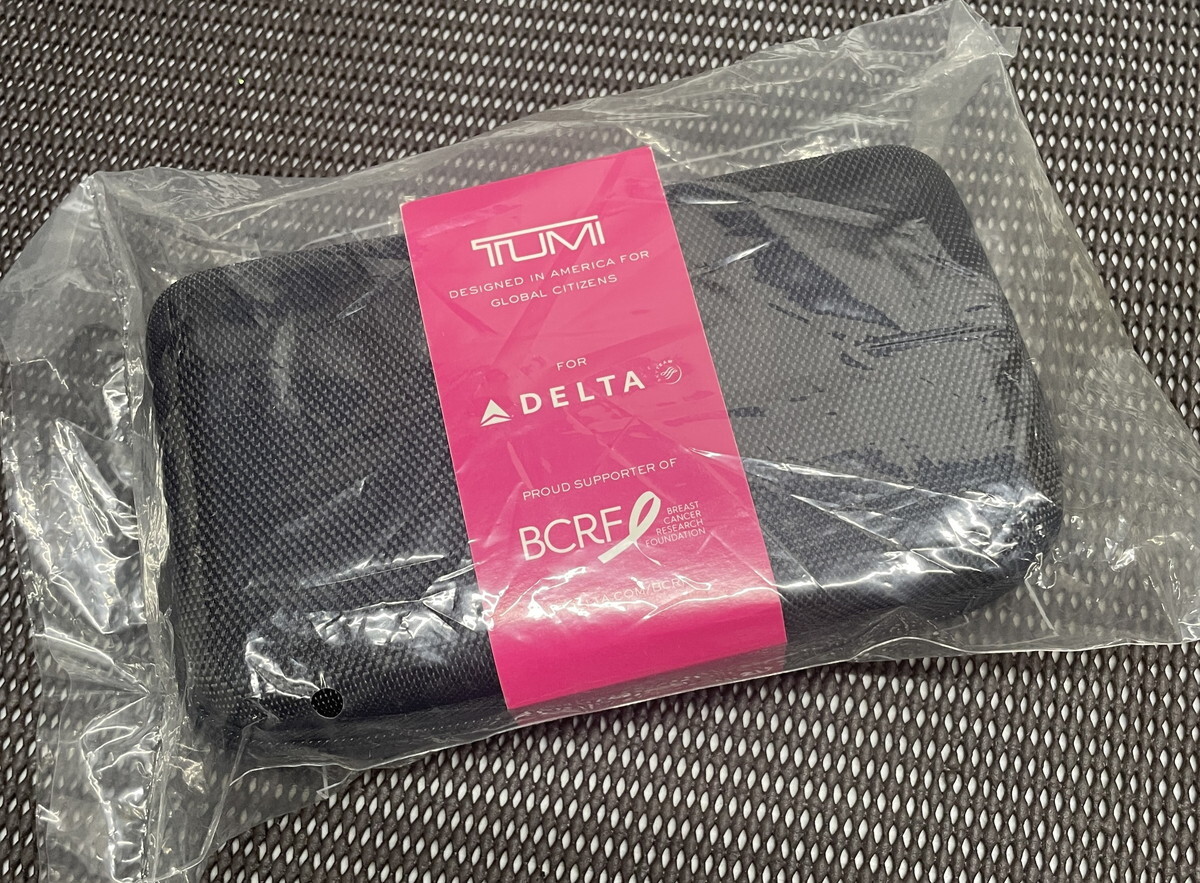 TUMI
DESIGNED IN AMERICA FOR
GLOBAL CITIZENS
FOR
DELTA
PROUD SUPPORTER OF
BCRF
BREAST
CANCER
RESEARCH
FOUNDATION